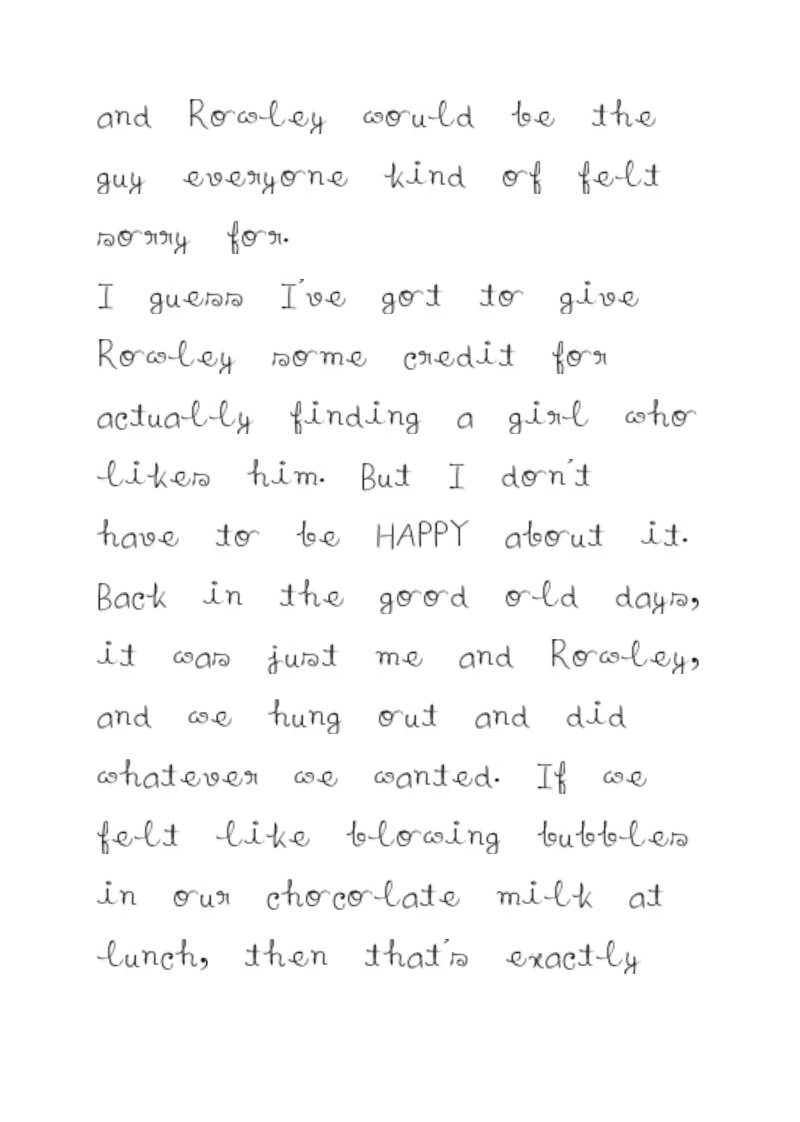 and Rowley would be the
guy everyone kind of felt
sorry for.
I guess I've got to give
Rowley some credit for
actually finding a girl who
likes him. But I don't
have to be HAPPY about it.
Back in the good old days,
it was just me and Rowley,
and we hung out and did
whatever we wanted. If we
felt like blowing bubbles
in our chocolate milk at
lunch, then that's exactly